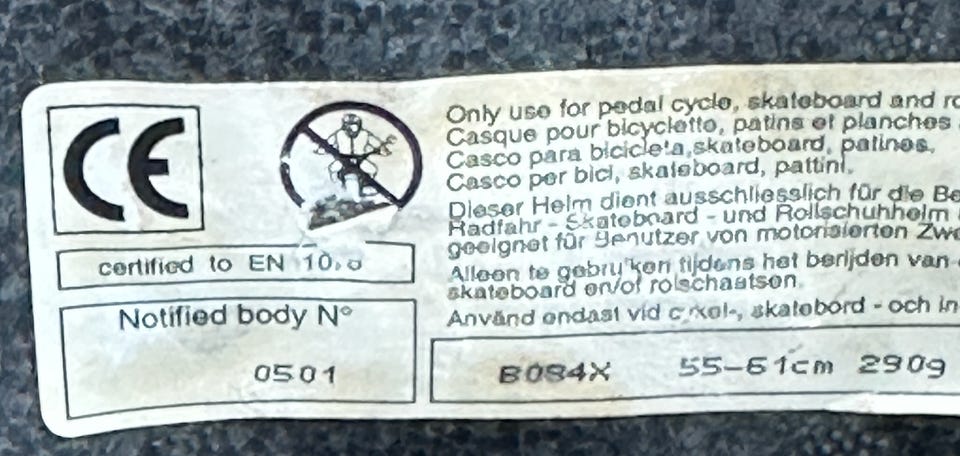 CE
certified to EN
Notified body N°
0501
Only use for pedal cycle, skateboard and
Casque pour bicyclette, patins et planches
Casco para bicicleta, skateboard, patines.
Casco per bici, skateboard, pattini.
Dieser Helm dient ausschliesslich für die
Radfahr - Skateboard - und Rollschuhhelm
geeignet für Benutzer von motorisierten
Alleen te gebruiken tijdens het berijden van
skateboard en/of rolschaatsen.
Använd endast vid skatebord - och
B084X 55-61cm 290g